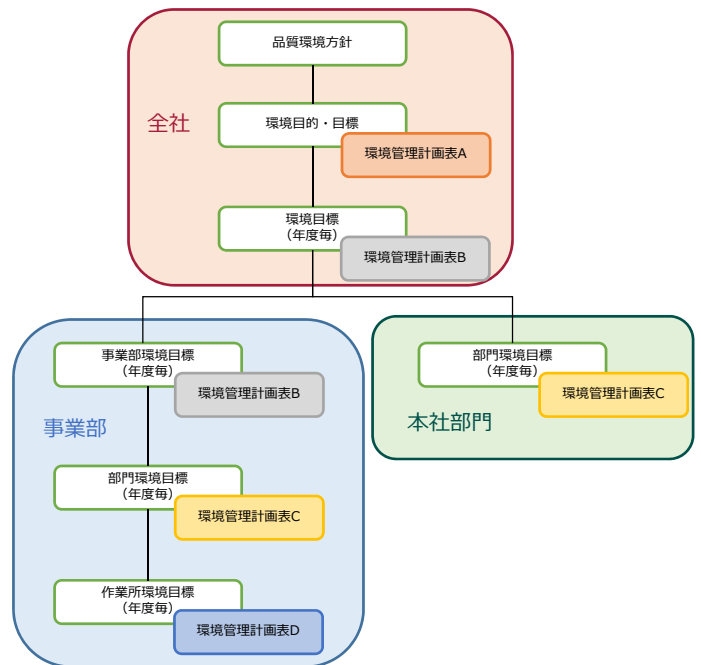 品質環境方針
全社
環境目的・目標
環境管理計画表A
環境目標
（年度毎）
環境管理計画表B
事業部環境目標
（年度毎）
環境管理計画表B
事業部
部門環境目標
（年度毎）
環境管理計画表C
作業所環境目標
（年度毎）
環境管理計画表D
部門環境目標
（年度毎）
環境管理計画表C
本社部門